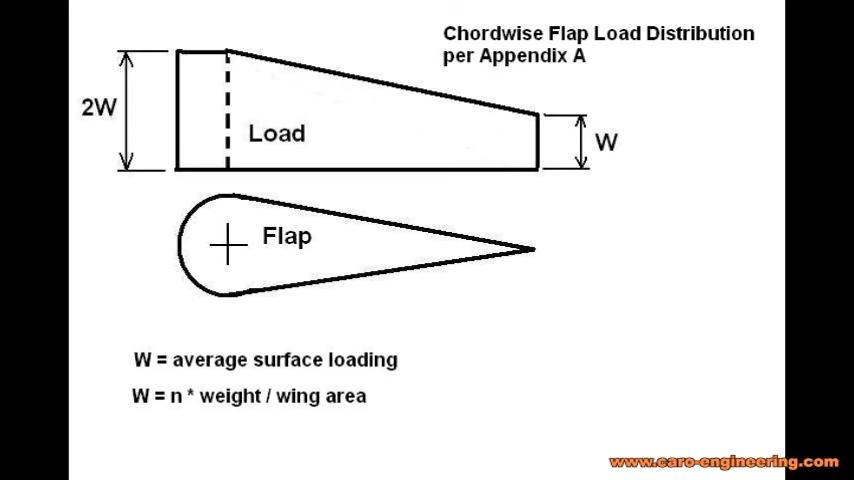 Chordwise Flap Load Distribution
per Appendix A
2W
Load
W
Flap
W = average surface loading
W = n * weight / wing area
www.caro-engineering.com